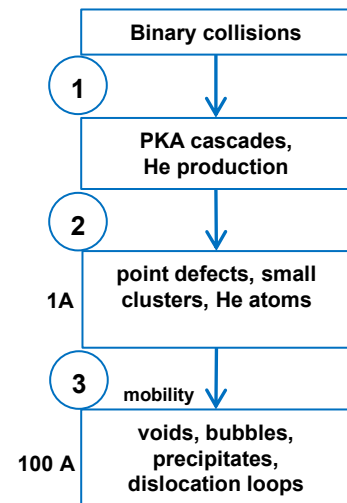 Binary collisions
1
PKA cascades,
He production
2
point defects, small
1A clusters, He atoms
3
mobility
voids, bubbles,
100 A precipitates,
dislocation loops